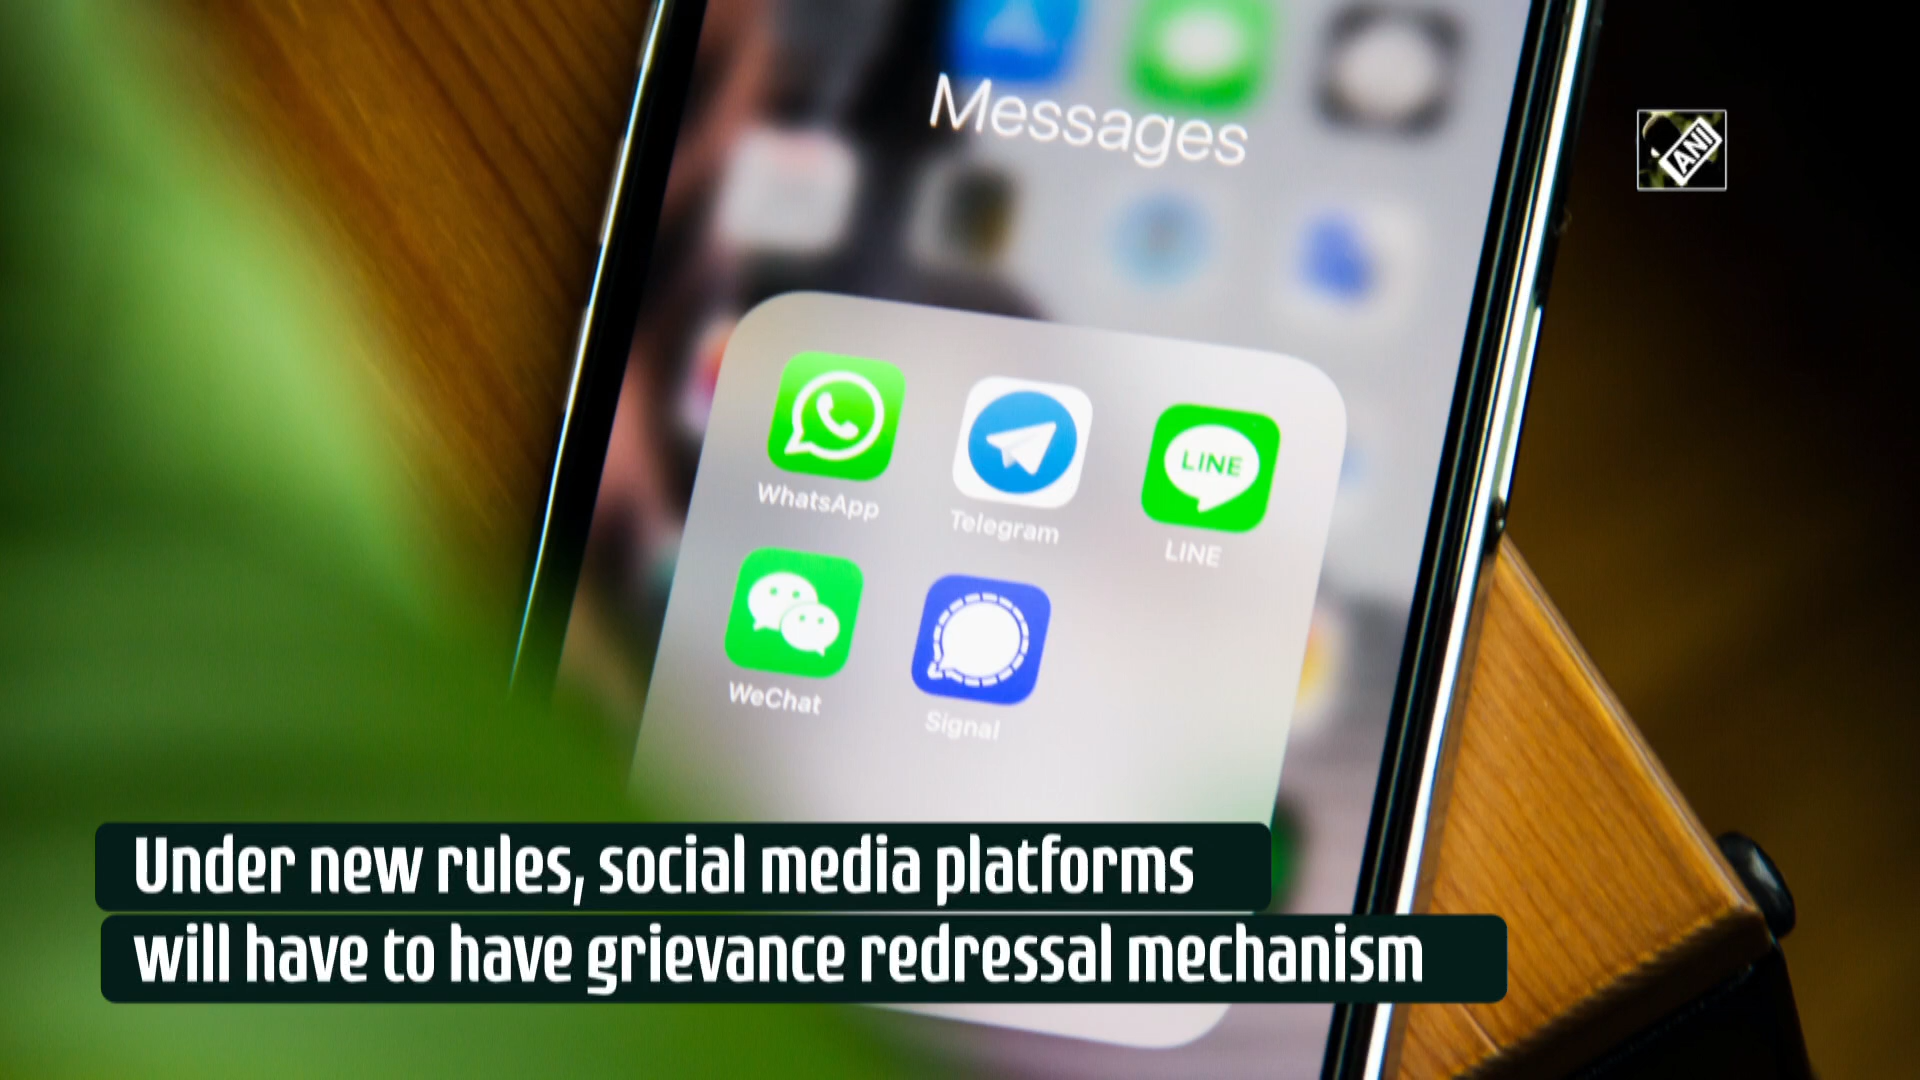 Messages
ANI
WhatsApp
Telegram
LINE
LINE
WeChat
Signal
Under new rules, social media platforms
will have to have grievance redressal mechanism